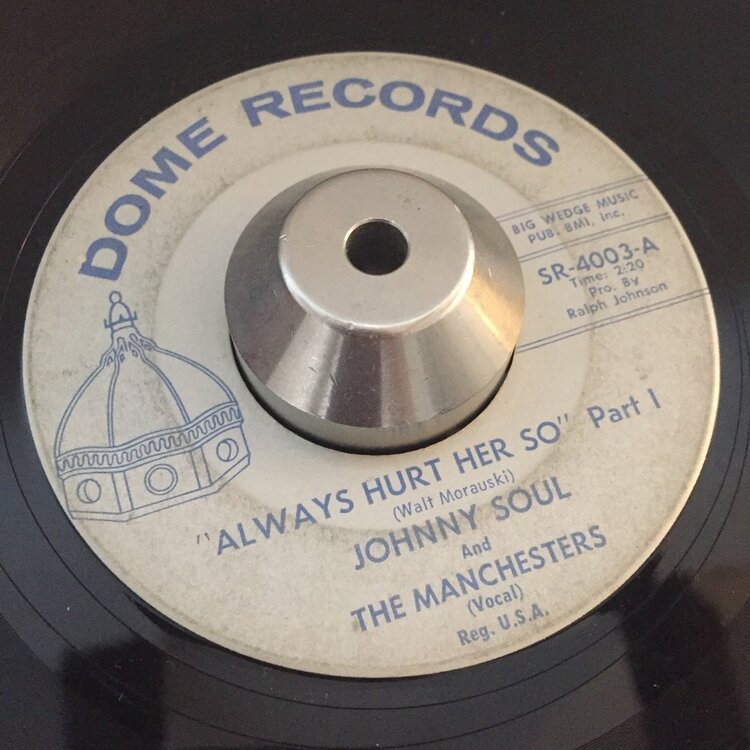 DOME RECORDS
BIG WEDGE MUSIC
PUB. BMI, Inc.
SR-4003-A
Time: 2:20
Pro. By
Ralph Johnson
"ALWAYS HURT HER SO" Part I
(Walt Morauski)
JOHNNY SOUL
And
THE MANCHESTERS
(Vocal)
Reg. U.S.A.